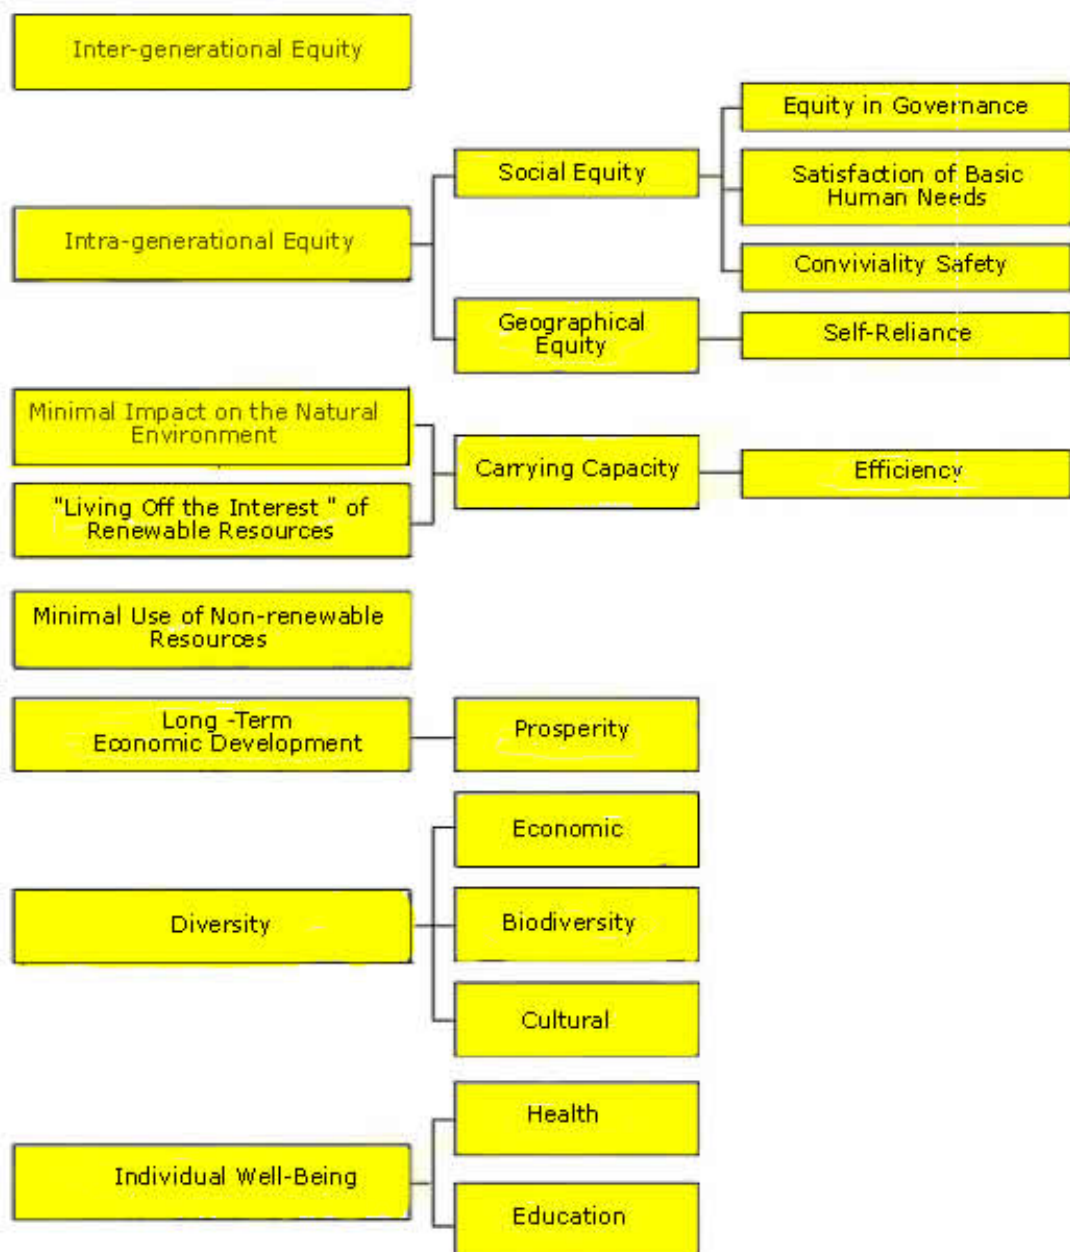 Inter-generational Equity
Equity in Governance
Social Equity
Satisfaction of Basic
Human Needs
Intra-generational Equity
Conviviality Safety
Geographical
Equity
Self-Reliance
Minimal Impact on the Natural
Environment
Carrying Capacity
Efficiency
"Living Off the Interest " of
Renewable Resources
Minimal Use of Non-renewable
Resources
Long -Term
Economic Development
Prosperity
Economic
Diversity
Biodiversity
Cultural
Health
Individual Well-Being
Education